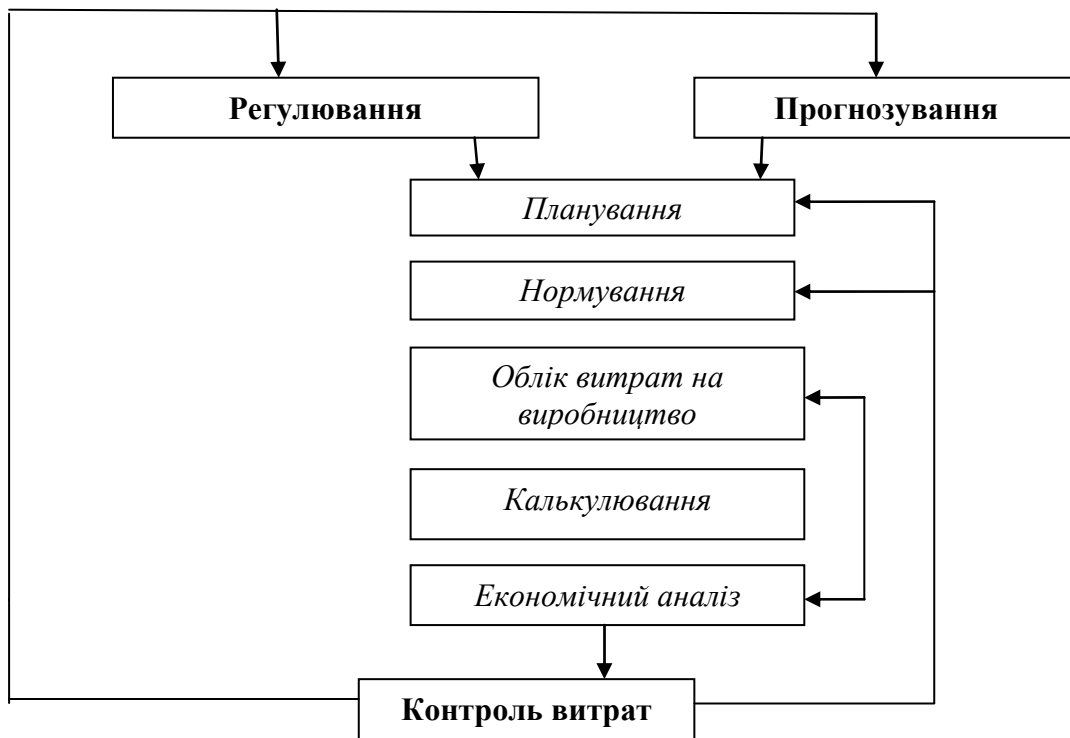 Регулювання
Прогнозування
Планування
Нормування
Облік витрат на
виробництво
Калькулювання
Економічний аналіз
Контроль витрат